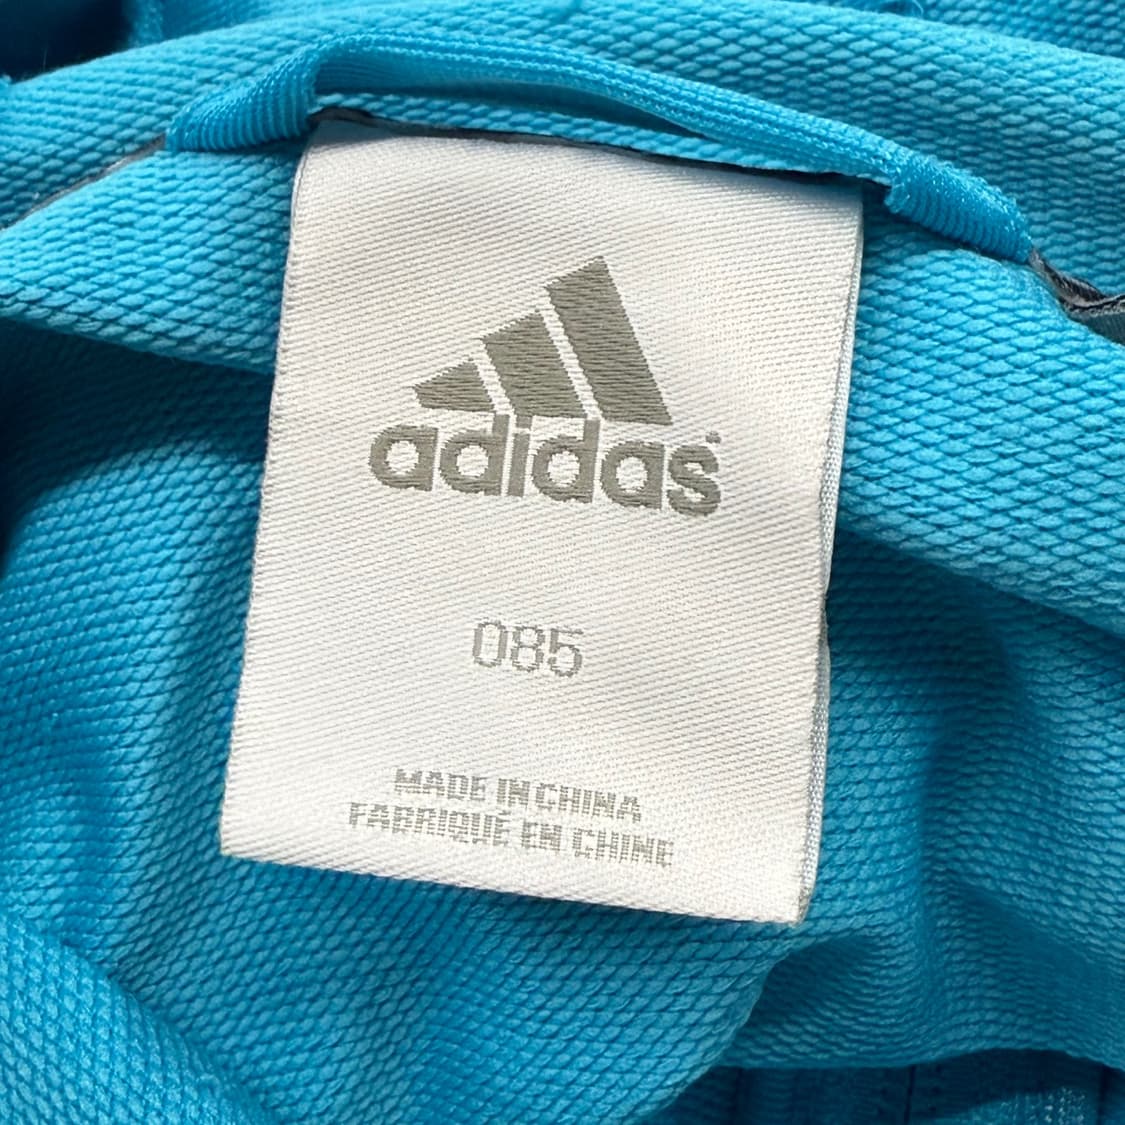 adidas
085
MADE IN CHINA
FABRIQUÉ EN CHINE